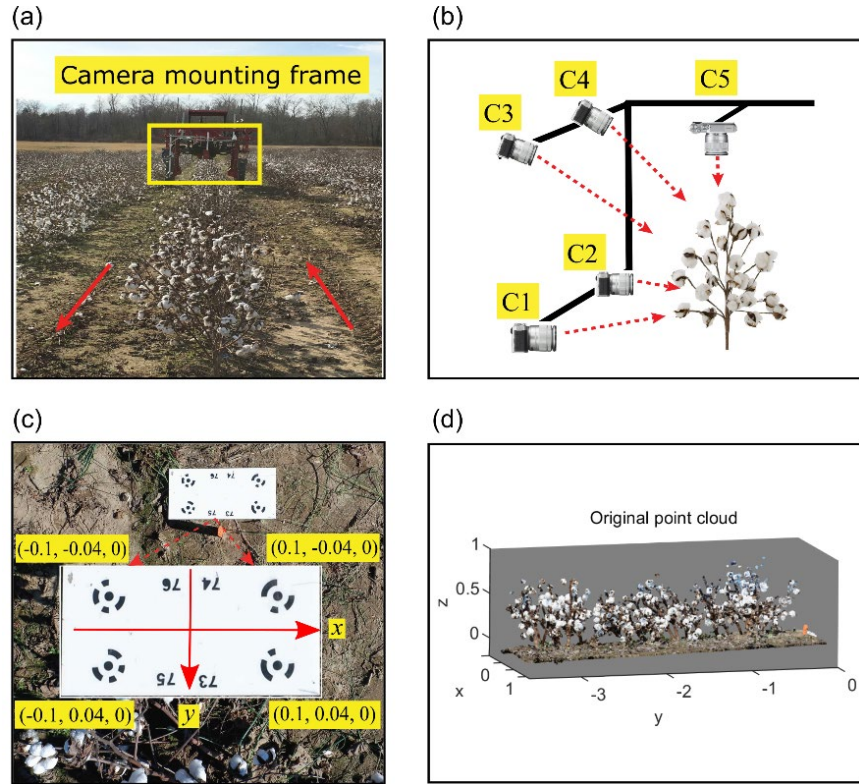 (a)
Camera mounting frame
(b)
C4
C5
C3
C2
C1
(c)
76 74
75 73
(-0.1, -0.04, 0) (0.1, -0.04, 0)
76 74
x
75 73
(-0.1, 0.04, 0) y (0.1, 0.04, 0)
(d)
Original point cloud
1
0.5
z
0
0
x
1
-3
-2
-1
0
y